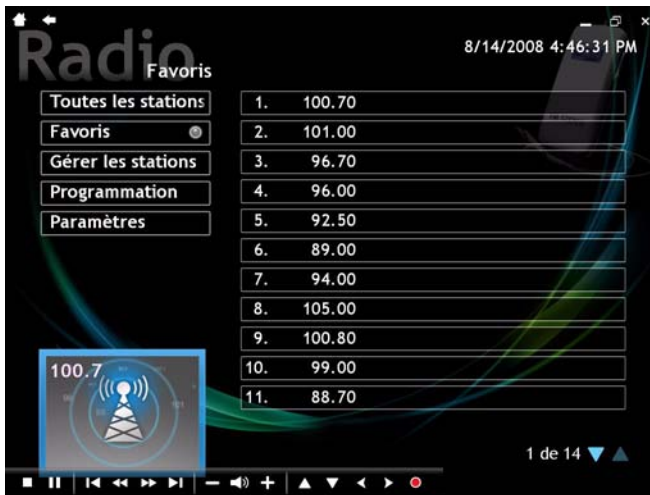 Radio
8/14/2008 4:46:31 PM
Favoris
Toutes les stations
Favoris
Gérer les stations
Programmation
Paramètres
1. 100.70
2. 101.00
3. 96.70
4. 96.00
5. 92.50
6. 89.00
7. 94.00
8. 105.00
9. 100.80
10. 99.00
11. 88.70
100.7
1 de 14